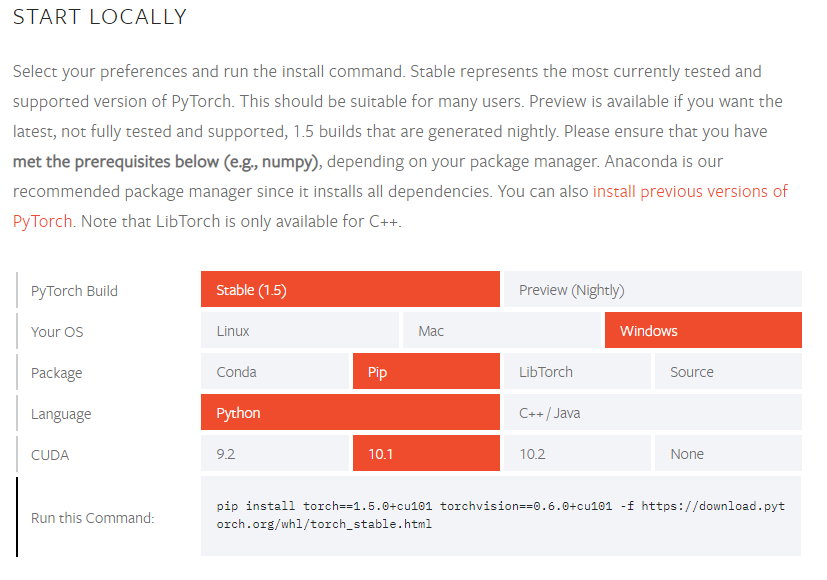 START LOCALLY
Select your preferences and run the install command. Stable represents the most currently tested and
supported version of PyTorch. This should be suitable for many users. Preview is available if you want the
latest, not fully tested and supported, 1.5 builds that are generated nightly. Please ensure that you have
met the prerequisites below (e.g., numpy), depending on your package manager. Anaconda is our
recommended package manager since it installs all dependencies. You can also install previous versions of
PyTorch. Note that LibTorch is only available for C++.
PyTorch Build Stable (1.5) Preview (Nightly)
Your OS Linux Mac Windows
Package Conda Pip LibTorch Source
Language Python C++ / Java
CUDA 9.2 10.1 10.2 None
Run this Command:
pip install torch==1.5.0+cu101 torchvision==0.6.0+cu101 -f https://download.pyt
orch.org/whl/torch_stable.html